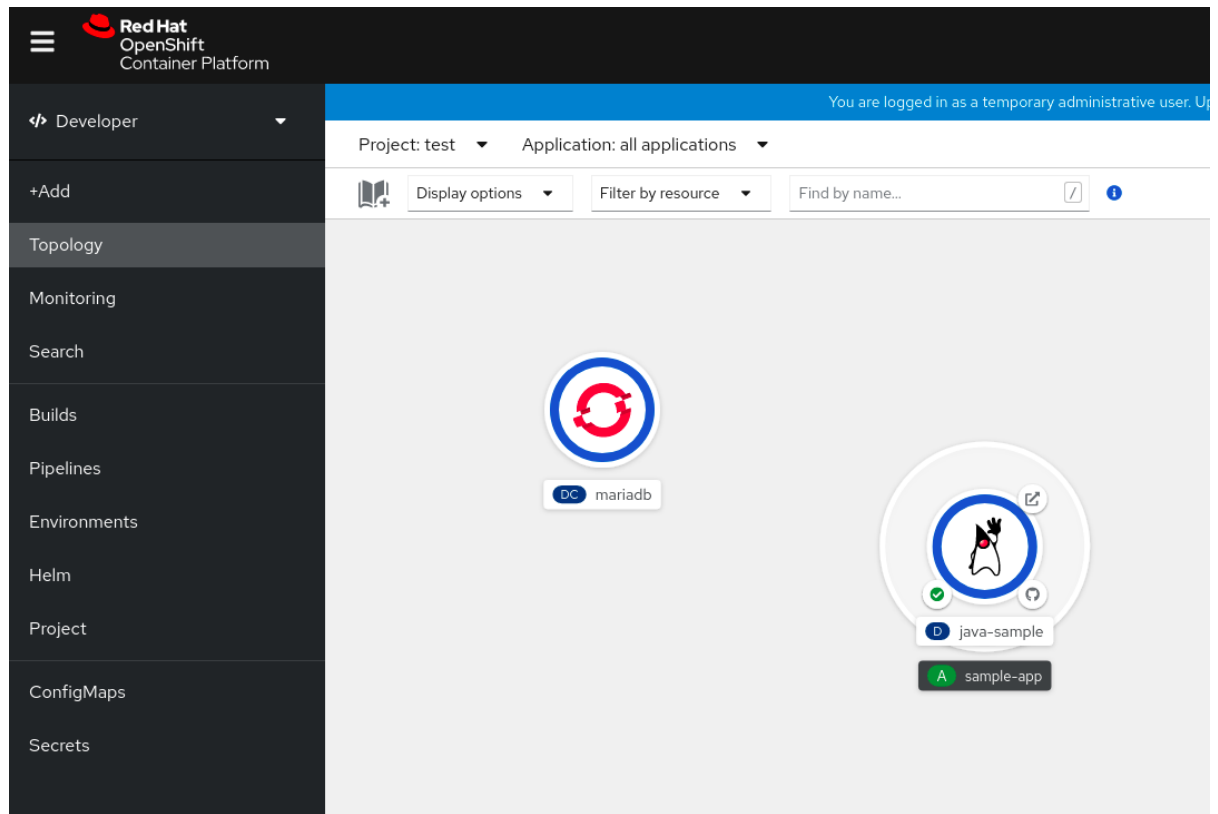 Red Hat
OpenShift
Container Platform
You are logged in as a temporary administrative user. Up
</> Developer
Project: test
Application: all applications
+Add
Display options
Filter by resource
Find by name...
/
Topology
Monitoring
Search
Builds
Pipelines
Environments
Helm
Project
ConfigMaps
Secrets
DC mariadb
D java-sample
A sample-app